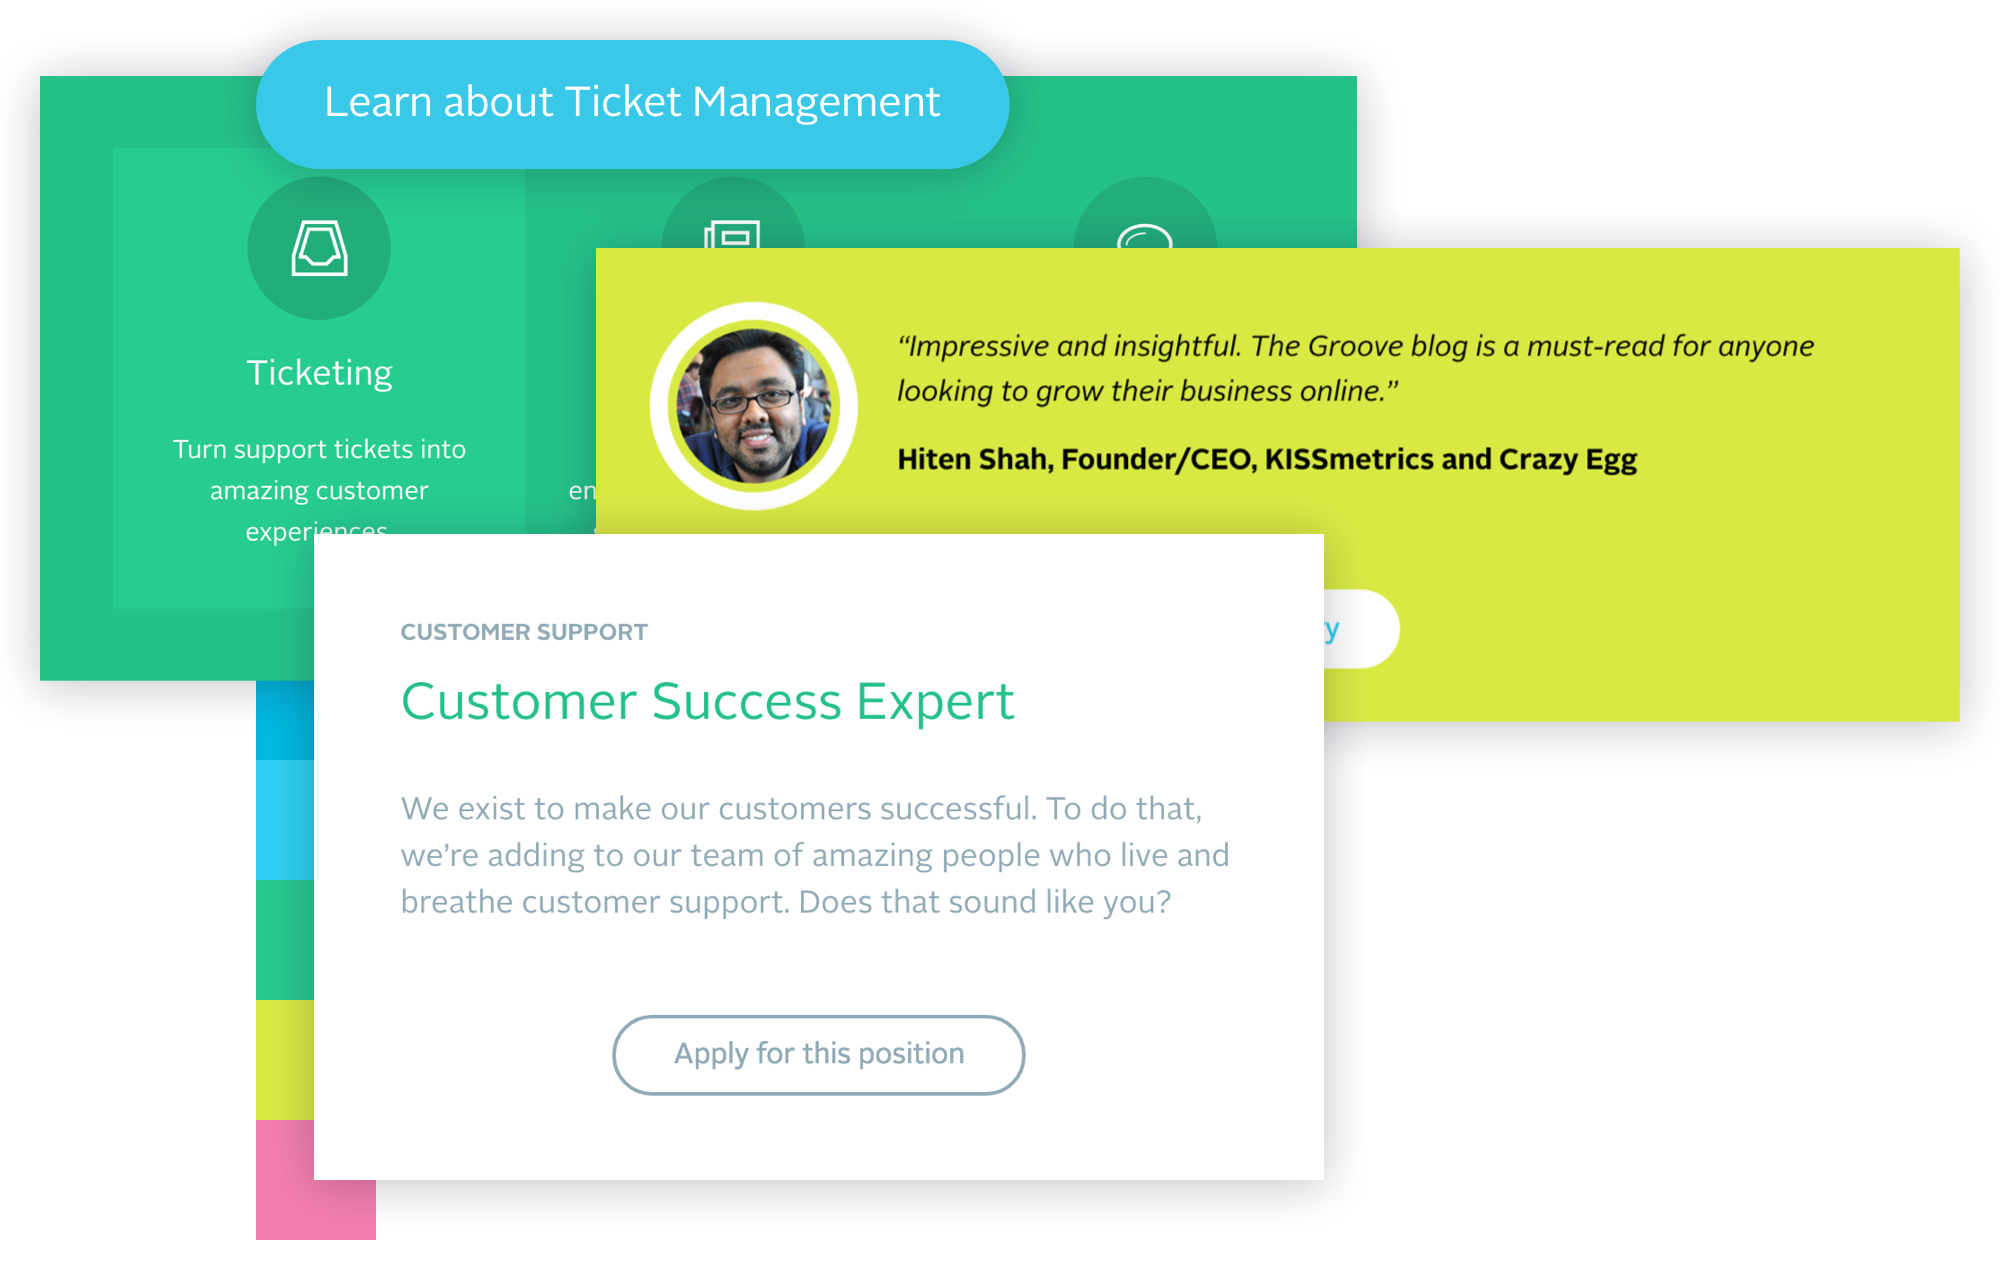 Learn about Ticket Management
Ticketing
Turn support tickets into
amazing customer
experiences
“Impressive and insightful. The Groove blog is a must-read for anyone
looking to grow their business online.”
Hiten Shah, Founder/CEO, KISSmetrics and Crazy Egg
CUSTOMER SUPPORT
Customer Success Expert
We exist to make our customers successful. To do that,
we’re adding to our team of amazing people who live and
breathe customer support. Does that sound like you?
Apply for this position